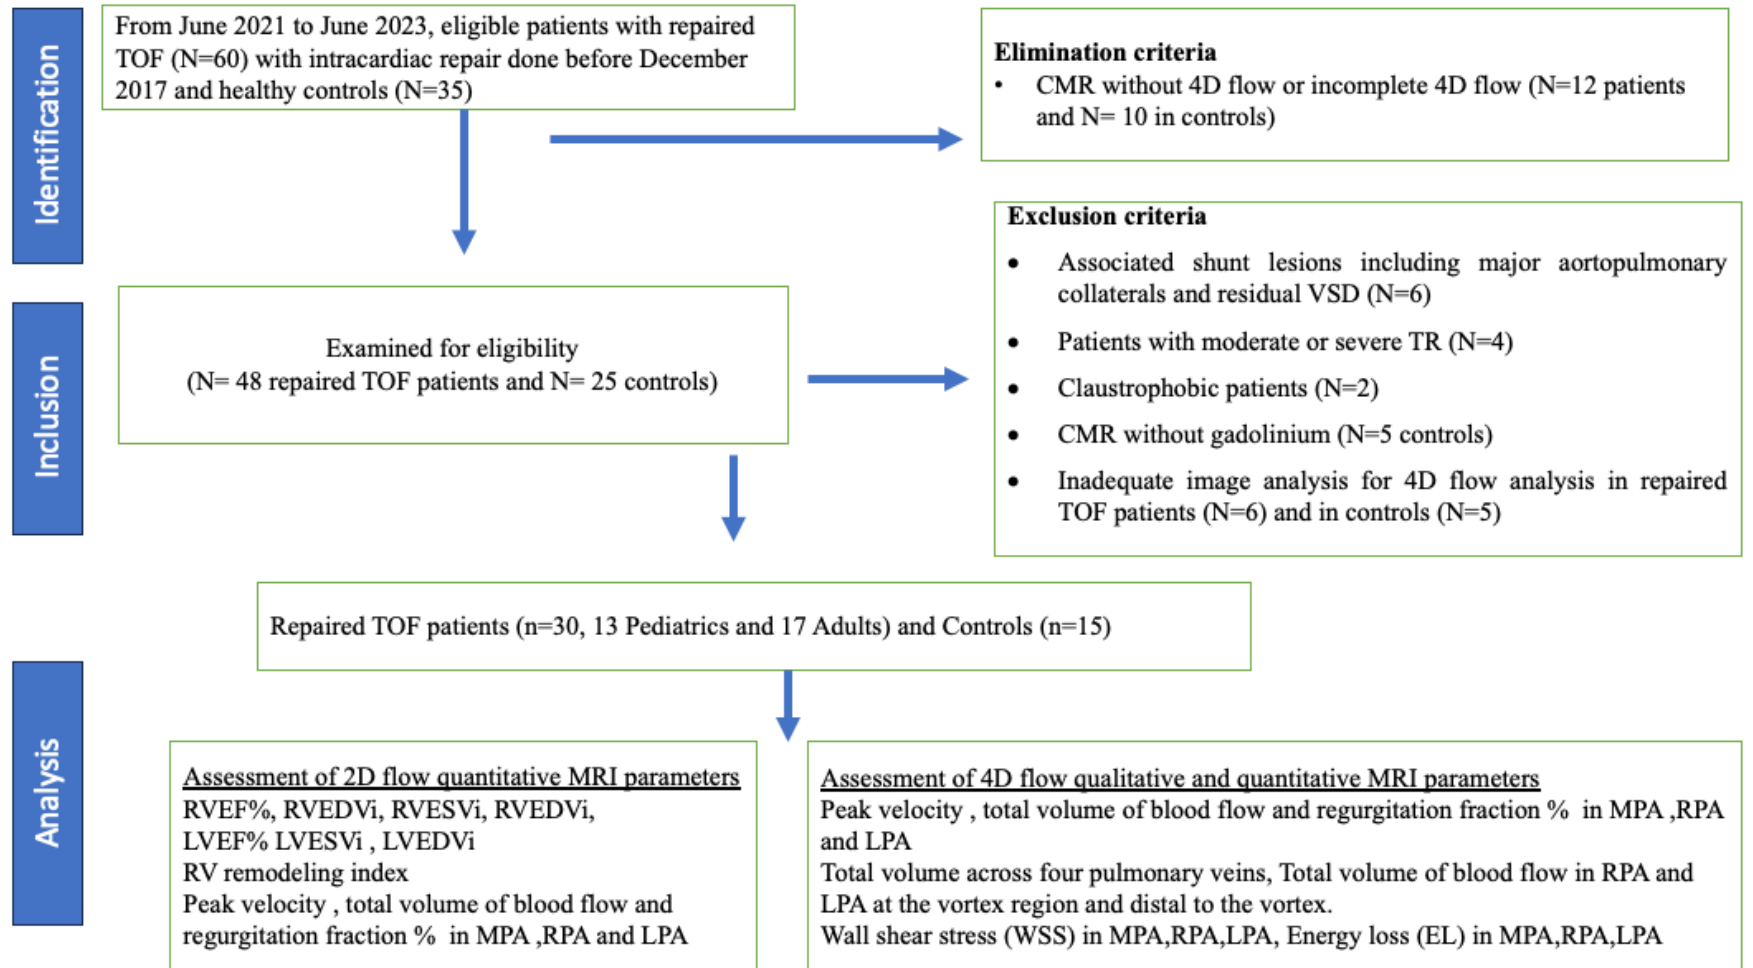 Identification
From June 2021 to June 2023, eligible patients with repaired
TOF (N=60) with intracardiac repair done before December
2017 and healthy controls (N=35)
Elimination criteria
• CMR without 4D flow or incomplete 4D flow (N=12 patients
and N= 10 in controls)
Inclusion
Examined for eligibility
(N= 48 repaired TOF patients and N= 25 controls)
Exclusion criteria
• Associated shunt lesions including major aortopulmonary
collaterals and residual VSD (N=6)
• Patients with moderate or severe TR (N=4)
• Claustrophobic patients (N=2)
• CMR without gadolinium (N=5 controls)
• Inadequate image analysis for 4D flow analysis in repaired
TOF patients (N=6) and in controls (N=5)
Repaired TOF patients (n=30, 13 Pediatrics and 17 Adults) and Controls (n=15)
Analysis
Assessment of 2D flow quantitative MRI parameters
RVEF%, RVEDVi, RVESVi, RVEDVi,
LVEF% LVESVi , LVEDVi
RV remodeling index
Peak velocity , total volume of blood flow and
regurgitation fraction % in MPA ,RPA and LPA
Assessment of 4D flow qualitative and quantitative MRI parameters
Peak velocity , total volume of blood flow and regurgitation fraction % in MPA ,RPA
and LPA
Total volume across four pulmonary veins, Total volume of blood flow in RPA and
LPA at the vortex region and distal to the vortex.
Wall shear stress (WSS) in MPA,RPA,LPA, Energy loss (EL) in MPA,RPA,LPA